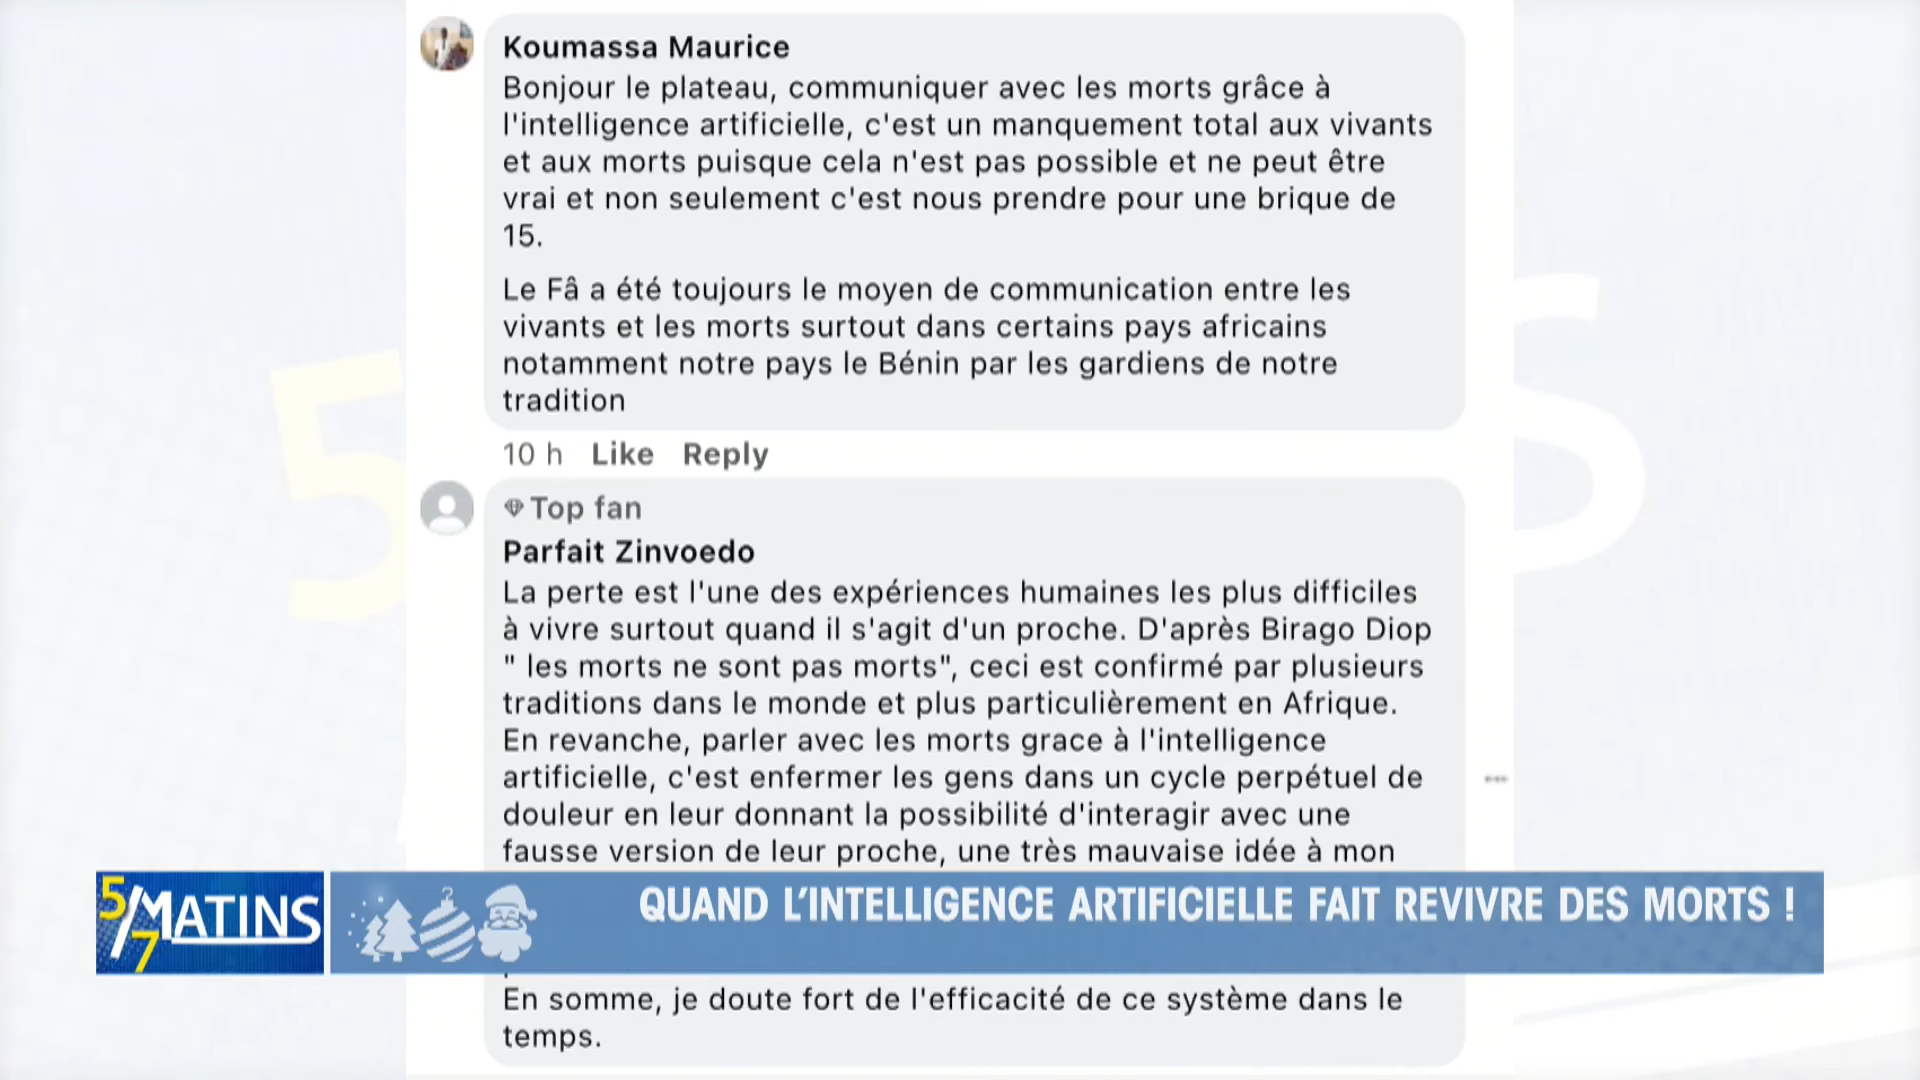 Koumassa Maurice
Bonjour le plateau, communiquer avec les morts grâce à
l'intelligence artificielle, c'est un manquement total aux vivants
et aux morts puisque cela n'est pas possible et ne peut être
vrai et non seulement c'est nous prendre pour une brique de
15.
Le Fâ a été toujours le moyen de communication entre les
vivants et les morts surtout dans certains pays africains
notamment notre pays le Bénin par les gardiens de notre
tradition
10 h Like Reply
Top fan
Parfait Zinvoedo
La perte est l'une des expériences humaines les plus difficiles
à vivre surtout quand il s'agit d'un proche. D'après Birago Diop
" les morts ne sont pas morts", ceci est confirmé par plusieurs
traditions dans le monde et plus particulièrement en Afrique.
En revanche, parler avec les morts grace à l'intelligence
artificielle, c'est enfermer les gens dans un cycle perpétuel de
douleur en leur donnant la possibilité d'interagir avec une
fausse version de leur proche, une très mauvaise idée à mon
5/7 MATINS
QUAND L'INTELLIGENCE ARTIFICIELLE FAIT REVIVRE DES MORTS !
En somme, je doute fort de l'efficacité de ce système dans le
temps.